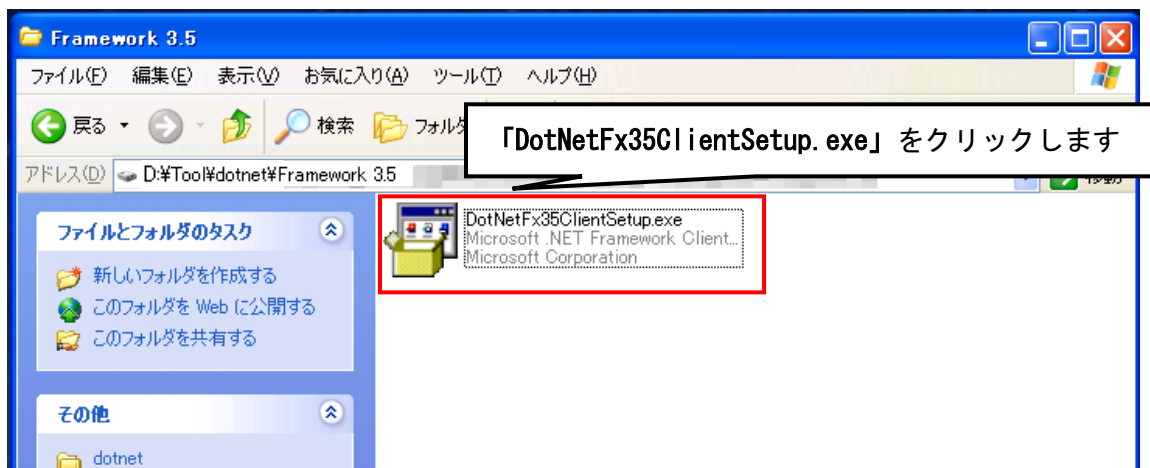 Framework 3.5
ファイル(F) 編集(E) 表示(V) お気に入り(A) ツール(T) ヘルプ(H)
戻る 検索 フォルダ
「DotNetFx35ClientSetup.exe」をクリックします
アドレス(D) D:¥Tool¥dotnet¥Framework 3.5
移動
ファイルとフォルダのタスク
新しいフォルダを作成する
このフォルダを Web に公開する
このフォルダを共有する
その他
dotnet
DotNetFx35ClientSetup.exe
Microsoft .NET Framework Client...
Microsoft Corporation